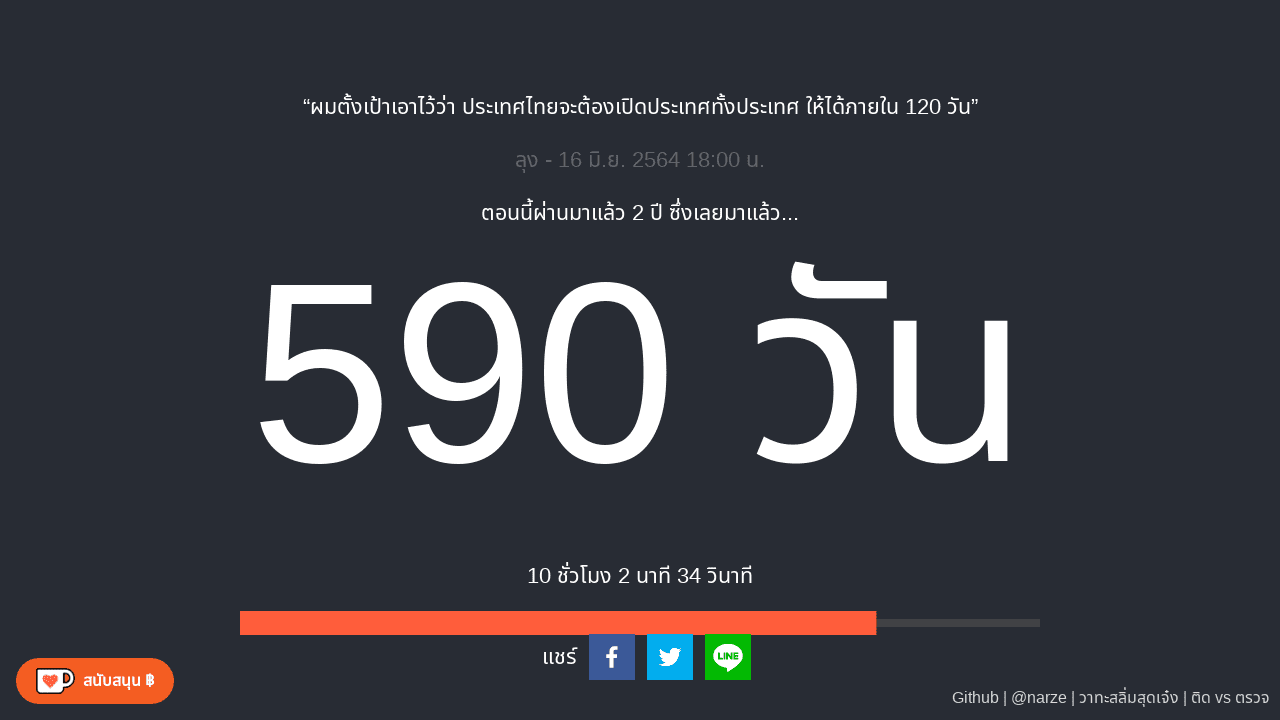 “ผมตั้งเป้าเอาไว้ว่า ประเทศไทยจะต้องเปิดประเทศทั้งประเทศ ให้ได้ภายใน 120 วัน”
ลุง - 16 มิ.ย. 2564 18:00 น.
ตอนนี้ผ่านมาแล้ว 2 ปี ซึ่งเลยมาแล้ว...
590 วัน
10 ชั่วโมง 2 นาที 34 วินาที
แชร์
LINE
สนับสนุน ฿
Github | @narze | วาทะสลิ่มสุดเจ๋ง | ติด vs ตรวจ